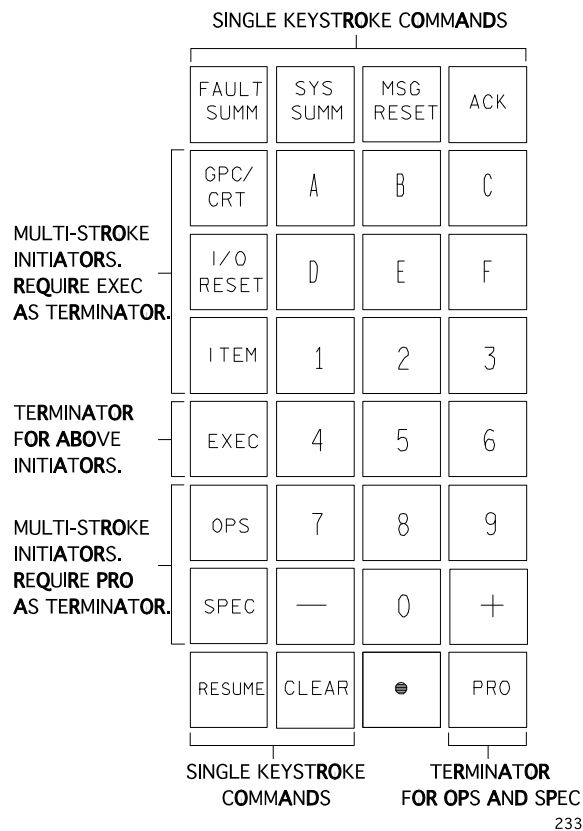 SINGLE KEYSTROKE COMMANDS
FAULT SUMM
SYS SUMM
MSG RESET
ACK
GPC/ CRT
A
B
C
MULTI-STROKE
INITIATORS.
REQUIRE EXEC
AS TERMINATOR.
I/O RESET
D
E
F
ITEM
1
2
3
TERMINATOR
FOR ABOVE
INITIATORS.
EXEC
4
5
6
MULTI-STROKE
INITIATORS.
REQUIRE PRO
AS TERMINATOR.
OPS
7
8
9
SPEC
—
0
+
RESUME
CLEAR
●
PRO
SINGLE KEYSTROKE
COMMANDS
TERMINATOR
FOR OPS AND SPEC
233